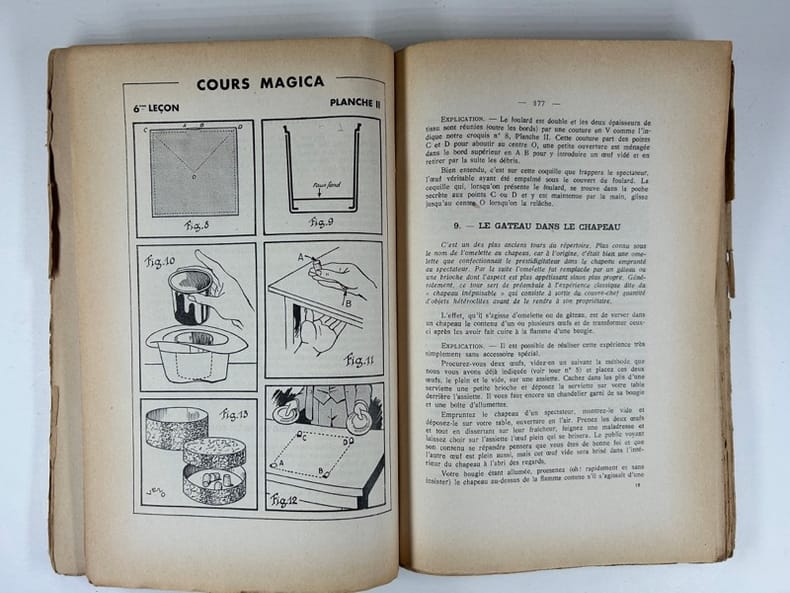 COURS MAGICA
6me LEÇON
PLANCHE II
C A B D
O
Fig. 8
Faux fond
Fig. 9
Fig. 10
A
B
Fig. 11
Fig. 13
VENO
C D
A B
Fig. 12
— 377 —
EXPLICATION. — Le foulard est double et les deux épaisseurs de
tissu sont réunies (outre les bords) par une couture en V comme l'in-
dique notre croquis n° 8, Planche II. Cette couture part des points
C et D pour aboutir au centre O, une petite ouverture est ménagée
dans le bord supérieur en A B pour y introduire un œuf vidé et en
retirer par la suite les débris.
Bien entendu, c'est sur cette coquille que frappera le spectateur,
l'œuf véritable ayant été empalmé sous le couvert du foulard. La
coquille qui, lorsqu'on présente le foulard, se trouve dans la poche
secrète aux points C ou D et y est maintenue par la main, glisse
jusqu'au centre O lorsqu'on la relâche.
9. — LE GATEAU DANS LE CHAPEAU
C'est un des plus anciens tours du répertoire. Plus connu sous
le nom de l'omelette au chapeau, car à l'origine, c'était bien une ome-
lette que confectionnait le prestidigitateur dans le chapeau emprunté
au spectateur. Par la suite l'omelette fut remplacée par un gâteau ou
une brioche dont l'aspect est plus appétissant sinon plus propre. Géné-
ralement, ce tour sert de préambule à l'expérience classique dite du
« chapeau inépuisable » qui consiste à sortir du couvre-chef quantité
d'objets hétéroclites avant de le rendre à son propriétaire.
L'effet, qu'il s'agisse d'omelette ou de gâteau, est de verser dans
un chapeau le contenu d'un ou plusieurs œufs et de transformer ceux-
ci après les avoir fait cuire à la flamme d'une bougie.
EXPLICATION. — Il est possible de réaliser cette expérience très
simplement sans accessoire spécial.
Procurez-vous deux œufs, videz-en un suivant la méthode que
nous vous avons déjà indiquée (voir tour n° 5) et placez ces deux
œufs, le plein et le vide, sur une assiette. Cachez dans les plis d'une
serviette une petite brioche et déposez la serviette sur votre table
derrière l'assiette. Il vous faut encore un chandelier garni de sa bougie
et une boîte d'allumettes.
Empruntez le chapeau d'un spectateur, montrez-le vide et
déposez-le sur votre table, ouverture en l'air. Prenez les deux œufs
et tout en dissertant sur leur fraîcheur, feignez une maladresse et
laissez choir sur l'assiette l'œuf plein qui se brisera. Le public voyant
son contenu se répandre pensera que vous êtes de bonne foi et que
l'autre œuf est plein aussi, mais cet œuf vide sera brisé dans l'inté-
rieur du chapeau à l'abri des regards.
Votre bougie étant allumée, promenez (oh! rapidement et sans
insister) le chapeau au-dessus de la flamme comme s'il s'agissait d'une